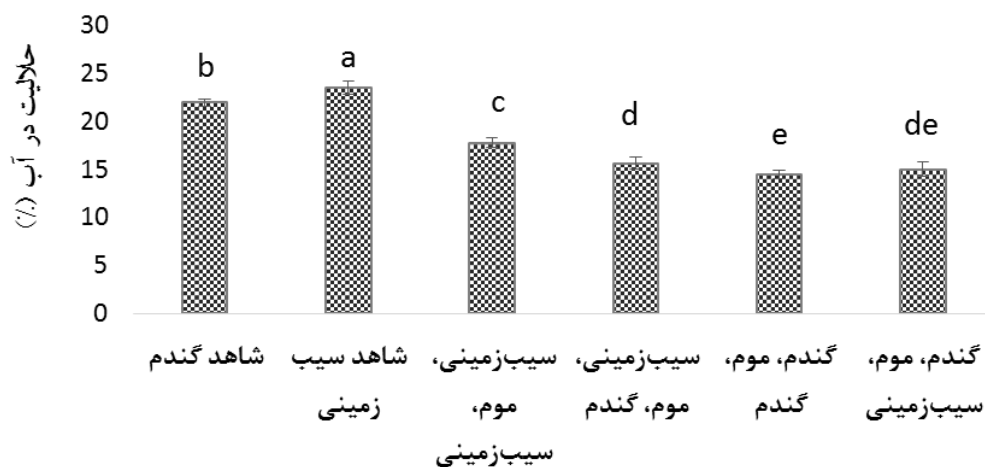 حلالیت در آب (٪)
30
25
20
15
10
5
0
b
a
c
d
e
de
شاهد گندم
شاهد سیب
زمینی
سیب‌زمینی،
موم،
سیب‌زمینی
سیب‌زمینی،
موم، گندم
گندم، موم،
گندم
گندم، موم،
سیب‌زمینی